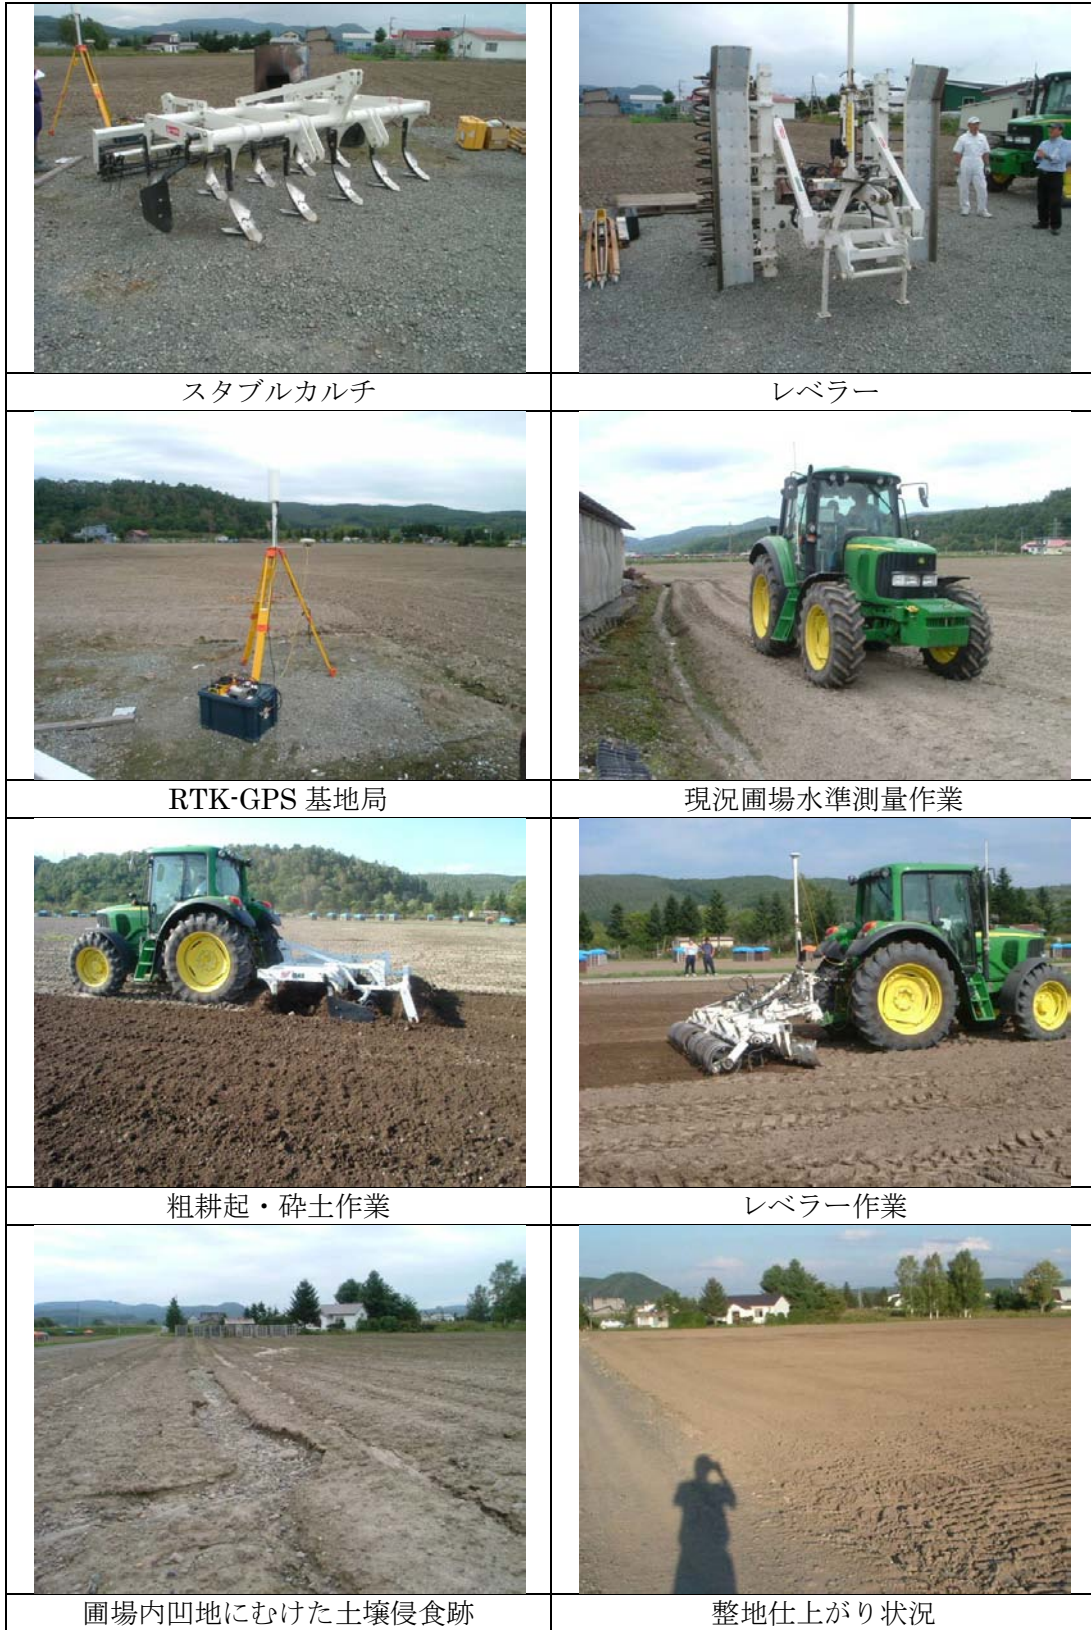 スタブルカルチ
レベラー
RTK-GPS 基地局
現況圃場水準測量作業
粗耕起・砕土作業
レベラー作業
圃場内凹地にむけた土壌侵食跡
整地仕上がり状況